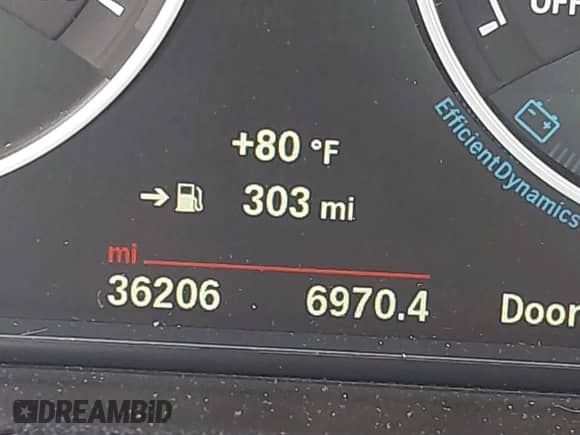 OFF
+80 °F
EfficientDynamics
→ 303 mi
mi
36206 6970.4 Door
DREAMBID